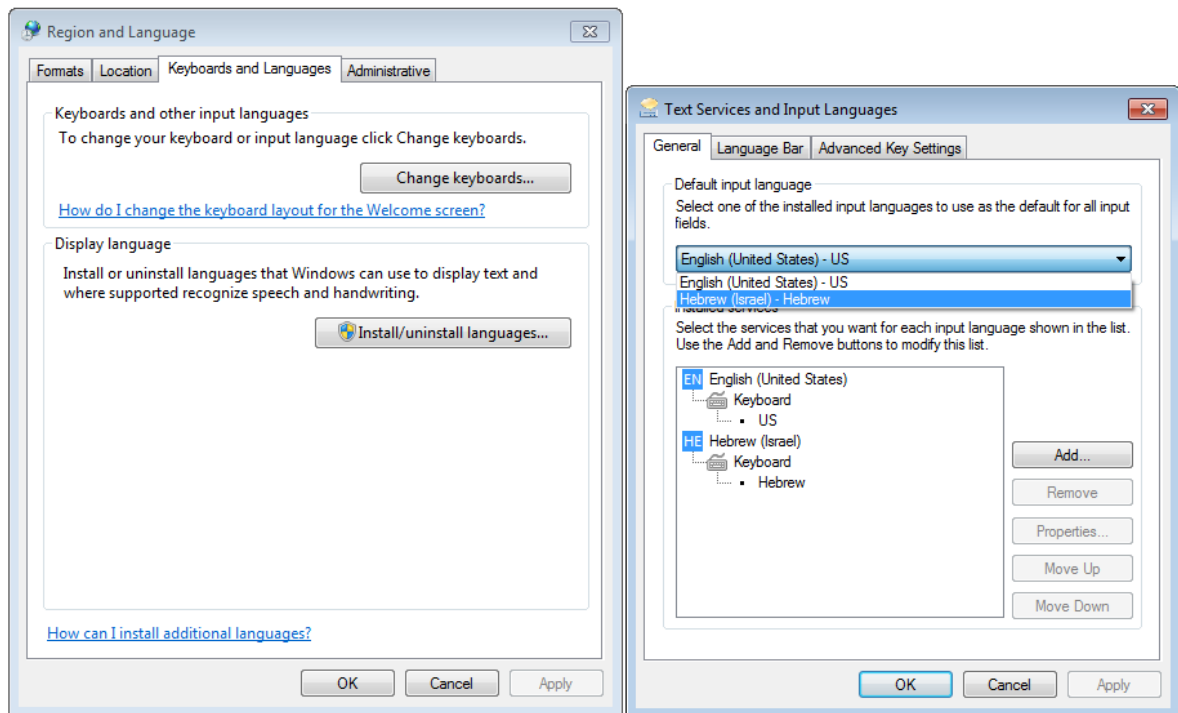 Region and Language
Formats Location Keyboards and Languages Administrative
Keyboards and other input languages
To change your keyboard or input language click Change keyboards.
Change keyboards...
How do I change the keyboard layout for the Welcome screen?
Display language
Install or uninstall languages that Windows can use to display text and
where supported recognize speech and handwriting.
Install/uninstall languages...
How can I install additional languages?
OK Cancel Apply
Text Services and Input Languages
General Language Bar Advanced Key Settings
Default input language
Select one of the installed input languages to use as the default for all input
fields.
English (United States) - US
English (United States) - US
Hebrew (Israel) - Hebrew
Installed services
Select the services that you want for each input language shown in the list.
Use the Add and Remove buttons to modify this list.
EN English (United States)
Keyboard
US
HE Hebrew (Israel)
Keyboard
Hebrew
Add...
Remove
Properties...
Move Up
Move Down
OK Cancel Apply